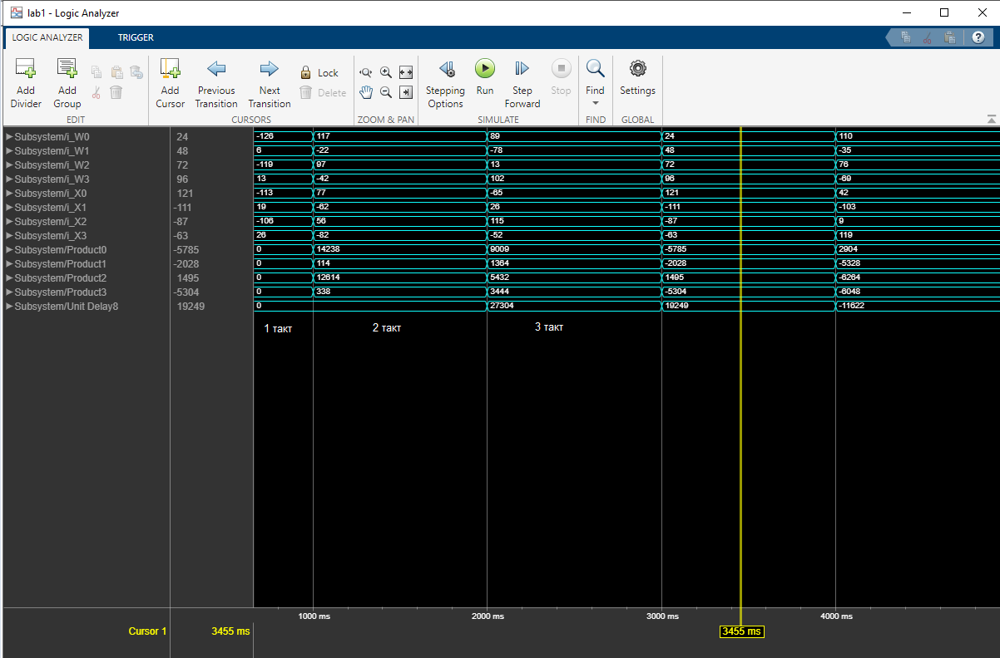 lab1 - Logic Analyzer
LOGIC ANALYZER TRIGGER
Add Divider
Add Group
EDIT
Add Cursor
Previous Transition
Next Transition
Lock
Delete
CURSORS
ZOOM & PAN
Stepping Options
Run
Step Forward
Stop
SIMULATE
Find
FIND
Settings
GLOBAL
Subsystem/i_W0 24 -126 117 89 24 110
Subsystem/i_W1 48 6 -22 -78 48 -35
Subsystem/i_W2 72 -119 97 13 72 76
Subsystem/i_W3 96 13 -42 102 96 -69
Subsystem/i_X0 121 -113 77 -65 121 42
Subsystem/i_X1 -111 19 -62 26 -111 -103
Subsystem/i_X2 -87 -106 56 115 -87 9
Subsystem/i_X3 -63 26 -82 -52 -63 119
Subsystem/Product0 -5785 0 14238 9009 -5785 2904
Subsystem/Product1 -2028 0 114 1364 -2028 -5328
Subsystem/Product2 1495 0 12614 5432 1495 -6264
Subsystem/Product3 -5304 0 338 3444 -5304 -6048
Subsystem/Unit Delay8 19249 0 27304 19249 -11622
1 такт 2 такт 3 такт
1000 ms 2000 ms 3000 ms 4000 ms
Cursor 1 3455 ms 3455 ms